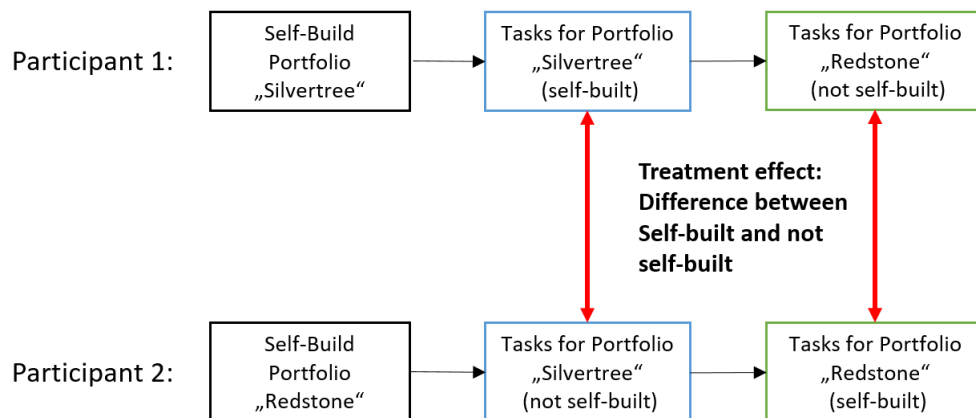 Participant 1:
Self-Build
Portfolio
„Silvertree“
Tasks for Portfolio
„Silvertree“
(self-built)
Tasks for Portfolio
„Redstone“
(not self-built)
Treatment effect:
Difference between
Self-built and not
self-built
Participant 2:
Self-Build
Portfolio
„Redstone“
Tasks for Portfolio
„Silvertree“
(not self-built)
Tasks for Portfolio
„Redstone“
(self-built)